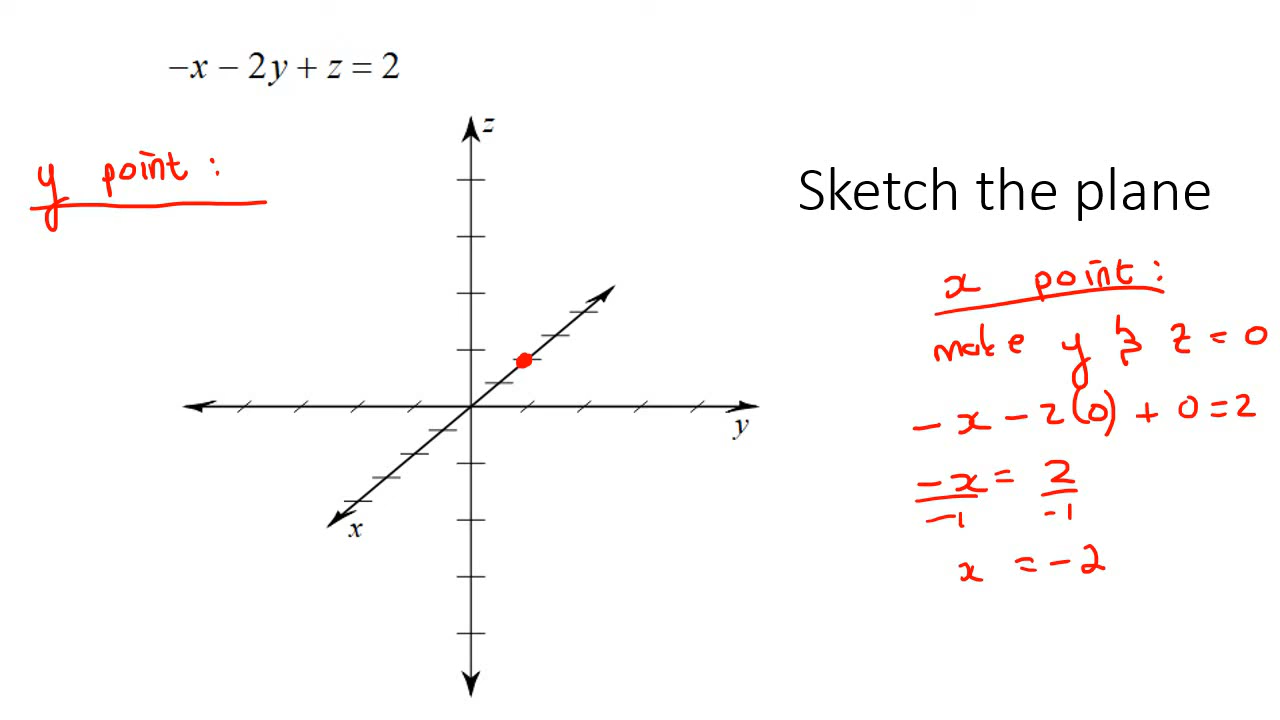 −x − 2y + z = 2
z
y point :
Sketch the plane
x point :
make y & z = 0
− x − 2(0) + 0 = 2
y
−x = 2
−1 −1
x
x = −2